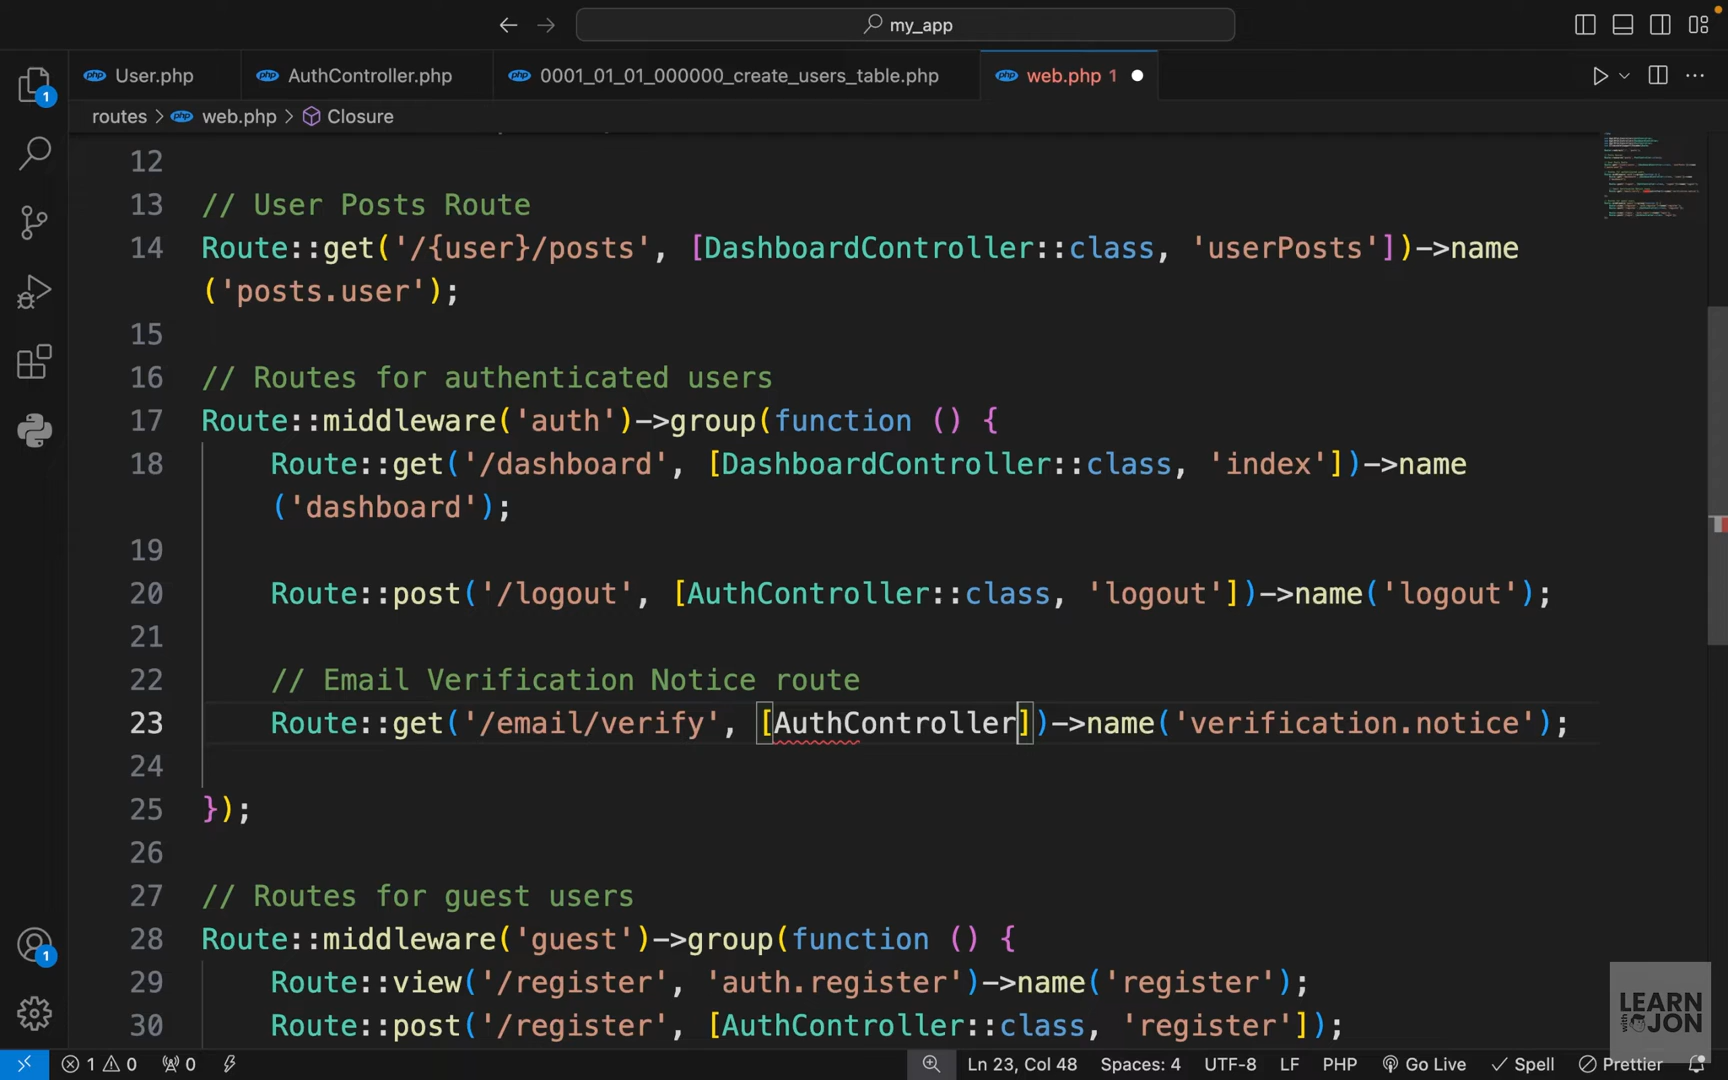 my_app
User.php
AuthController.php
0001_01_01_000000_create_users_table.php
web.php 1
routes > web.php > Closure
12
13 // User Posts Route
14 Route::get('/{user}/posts', [DashboardController::class, 'userPosts'])->name
('posts.user');
15
16 // Routes for authenticated users
17 Route::middleware('auth')->group(function () {
18 Route::get('/dashboard', [DashboardController::class, 'index'])->name
('dashboard');
19
20 Route::post('/logout', [AuthController::class, 'logout'])->name('logout');
21
22 // Email Verification Notice route
23 Route::get('/email/verify', [AuthController])->name('verification.notice');
24
25 });
26
27 // Routes for guest users
28 Route::middleware('guest')->group(function () {
29 Route::view('/register', 'auth.register')->name('register');
30 Route::post('/register', [AuthController::class, 'register']);
1
1
LEARN
with
JON
1 0 0 Ln 23, Col 48 Spaces: 4 UTF-8 LF PHP Go Live Spell Prettier